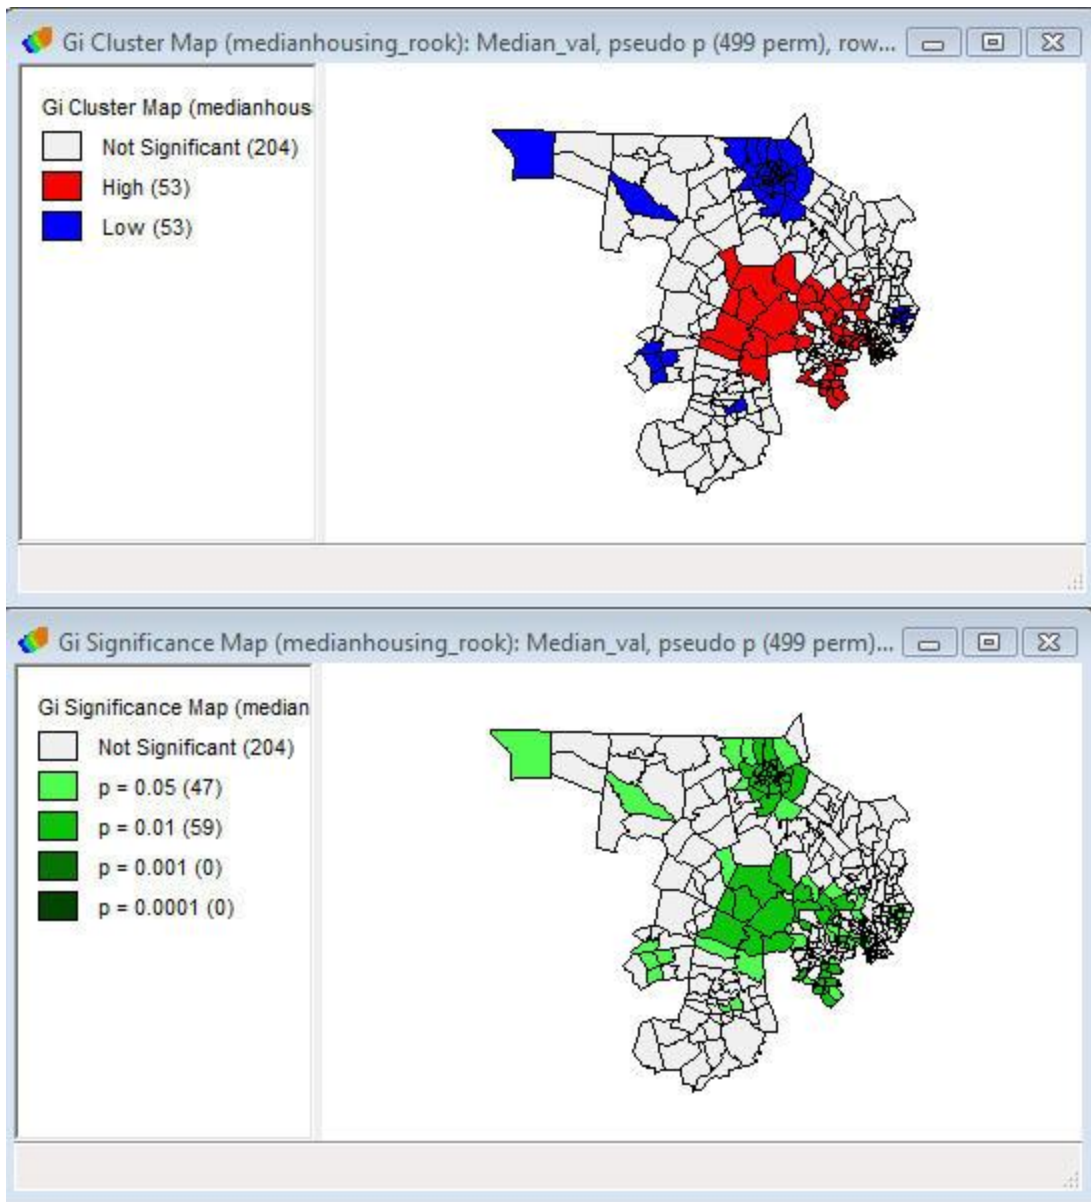 Gi Cluster Map (medianhousing_rook): Median_val, pseudo p (499 perm), row...
Gi Cluster Map (medianhous
Not Significant (204)
High (53)
Low (53)
Gi Significance Map (medianhousing_rook): Median_val, pseudo p (499 perm)...
Gi Significance Map (median
Not Significant (204)
p = 0.05 (47)
p = 0.01 (59)
p = 0.001 (0)
p = 0.0001 (0)